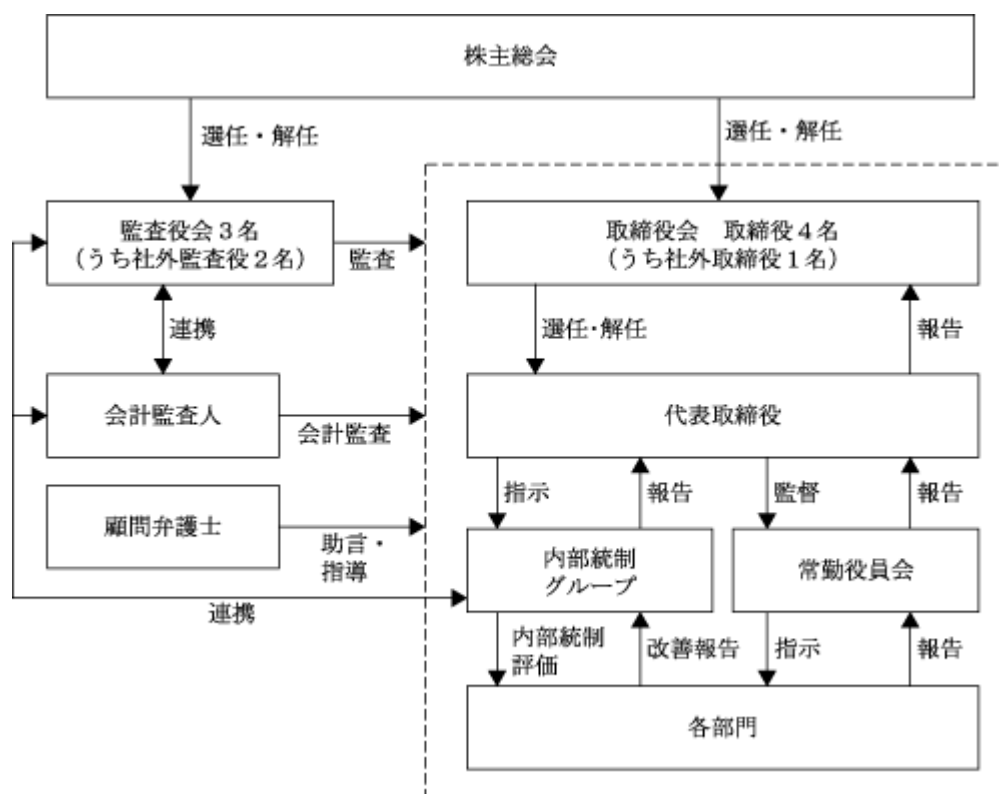 株主総会
選任・解任
選任・解任
監査役会３名
（うち社外監査役２名）
監査
取締役会　取締役４名
（うち社外取締役１名）
連携
選任・解任
報告
会計監査人
会計監査
代表取締役
指示
報告
監督
報告
顧問弁護士
助言・
指導
内部統制
グループ
常勤役員会
連携
内部統制
評価
改善報告
指示
報告
各部門